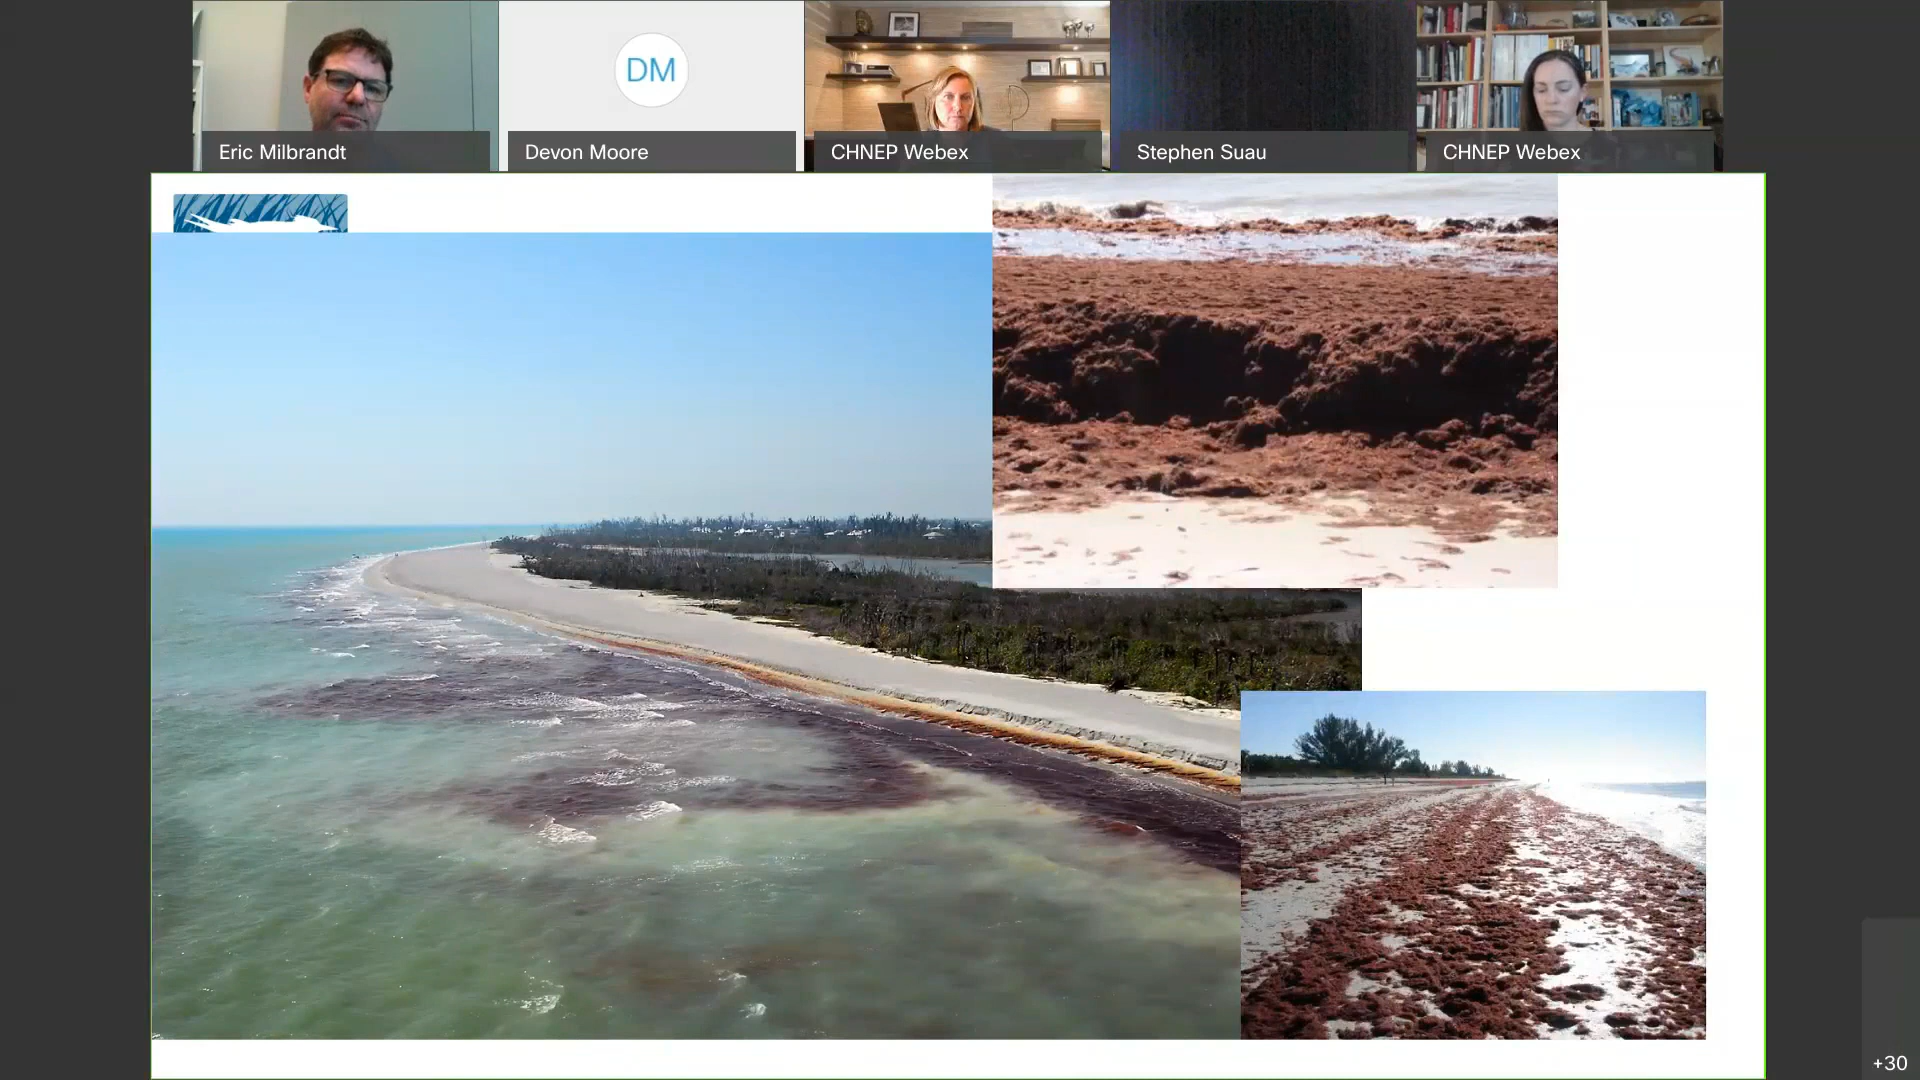 DM
Eric Milbrandt
Devon Moore
CHNEP Webex
Stephen Suau
CHNEP Webex
+30